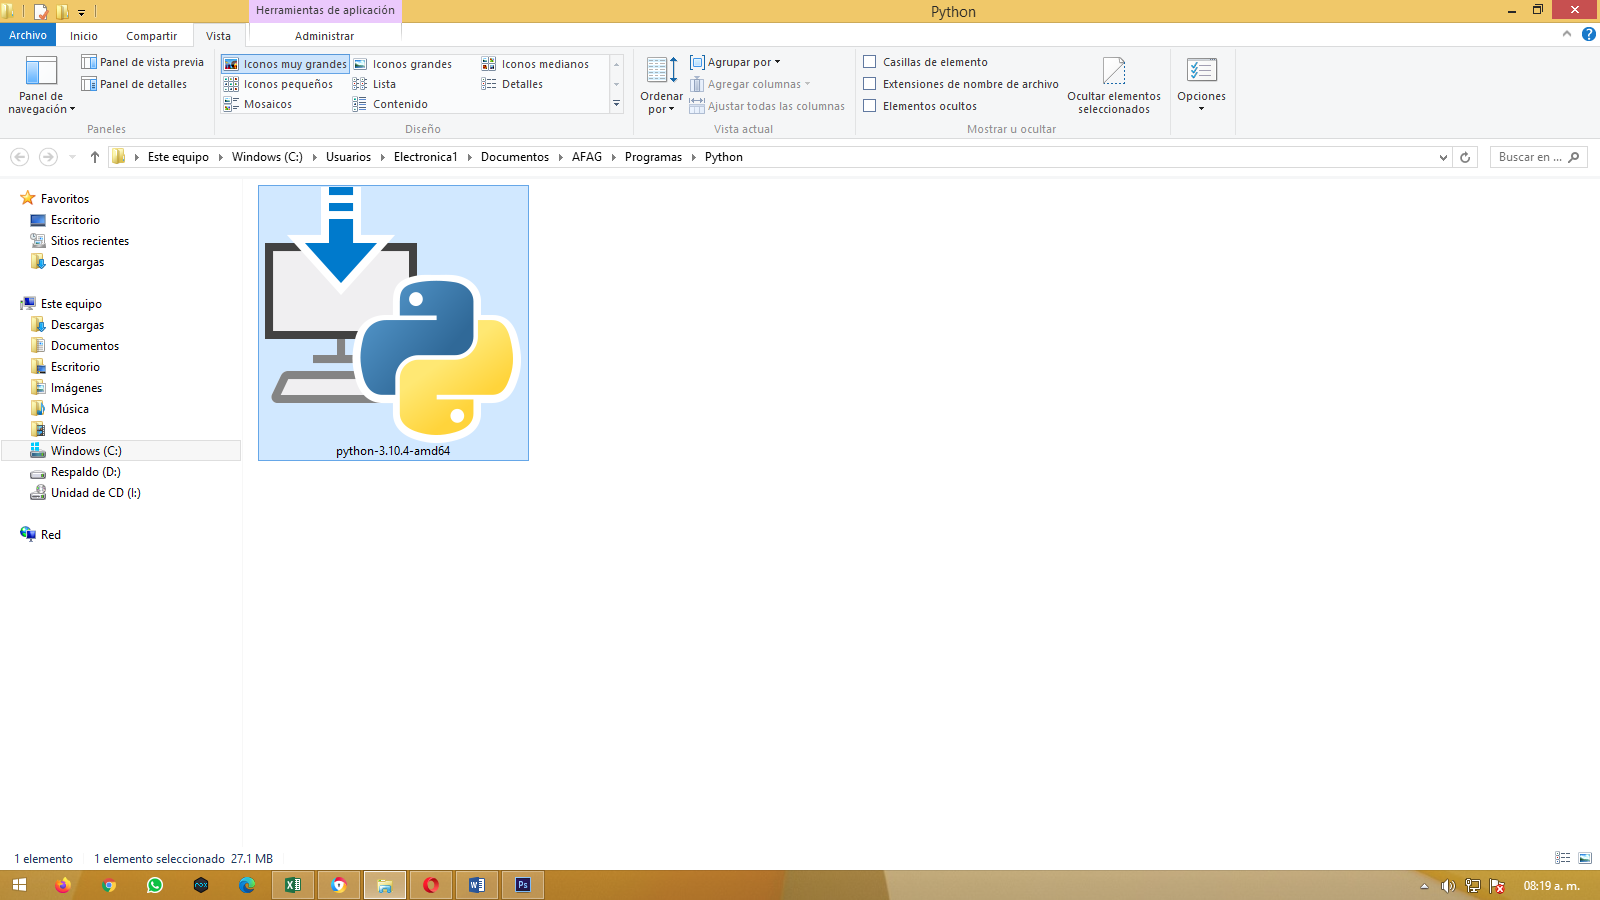 Herramientas de aplicación
Python
Archivo
Inicio
Compartir
Vista
Administrar
Panel de navegación
Panel de vista previa
Panel de detalles
Paneles
Iconos muy grandes
Iconos grandes
Iconos medianos
Iconos pequeños
Lista
Detalles
Mosaicos
Contenido
Diseño
Ordenar por
Agrupar por
Agregar columnas
Ajustar todas las columnas
Vista actual
Casillas de elemento
Extensiones de nombre de archivo
Elementos ocultos
Ocultar elementos seleccionados
Mostrar u ocultar
Opciones
Este equipo Windows (C:) Usuarios Electronica1 Documentos AFAG Programas Python
Buscar en ...
Favoritos
Escritorio
Sitios recientes
Descargas
Este equipo
Descargas
Documentos
Escritorio
Imágenes
Música
Vídeos
Windows (C:)
Respaldo (D:)
Unidad de CD (I:)
Red
python-3.10.4-amd64
1 elemento
1 elemento seleccionado 27.1 MB
nox
Ps
08:19 a. m.